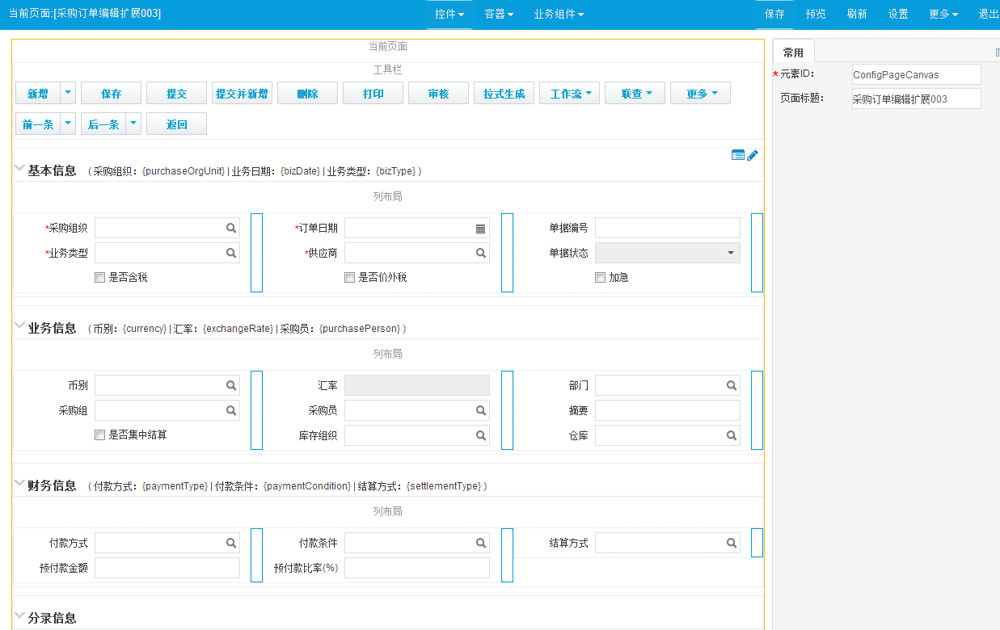 当前页面:[采购订单编辑扩展003] 控件 容器 业务组件 保存 预览 刷新 设置 更多 退出
当前页面
工具栏
新增 保存 提交 提交并新增 删除 打印 审核 拉式生成 工作流 联查 更多
前一条 后一条 返回
基本信息 ( 采购组织: {purchaseOrgUnit} | 业务日期: {bizDate} | 业务类型: {bizType} )
列布局
*采购组织 *订单日期 单据编号
*业务类型 *供应商 单据状态
是否含税 是否价外税 加急
业务信息 ( 币别: {currency} | 汇率: {exchangeRate} | 采购员: {purchasePerson} )
列布局
币别 汇率 部门
采购组 采购员 摘要
是否集中结算 库存组织 仓库
财务信息 ( 付款方式: {paymentType} | 付款条件: {paymentCondition} | 结算方式: {settlementType} )
列布局
付款方式 付款条件 结算方式
预付款金额 预付款比率(%)
分录信息
常用
*元素ID: ConfigPageCanvas
页面标题: 采购订单编辑扩展003